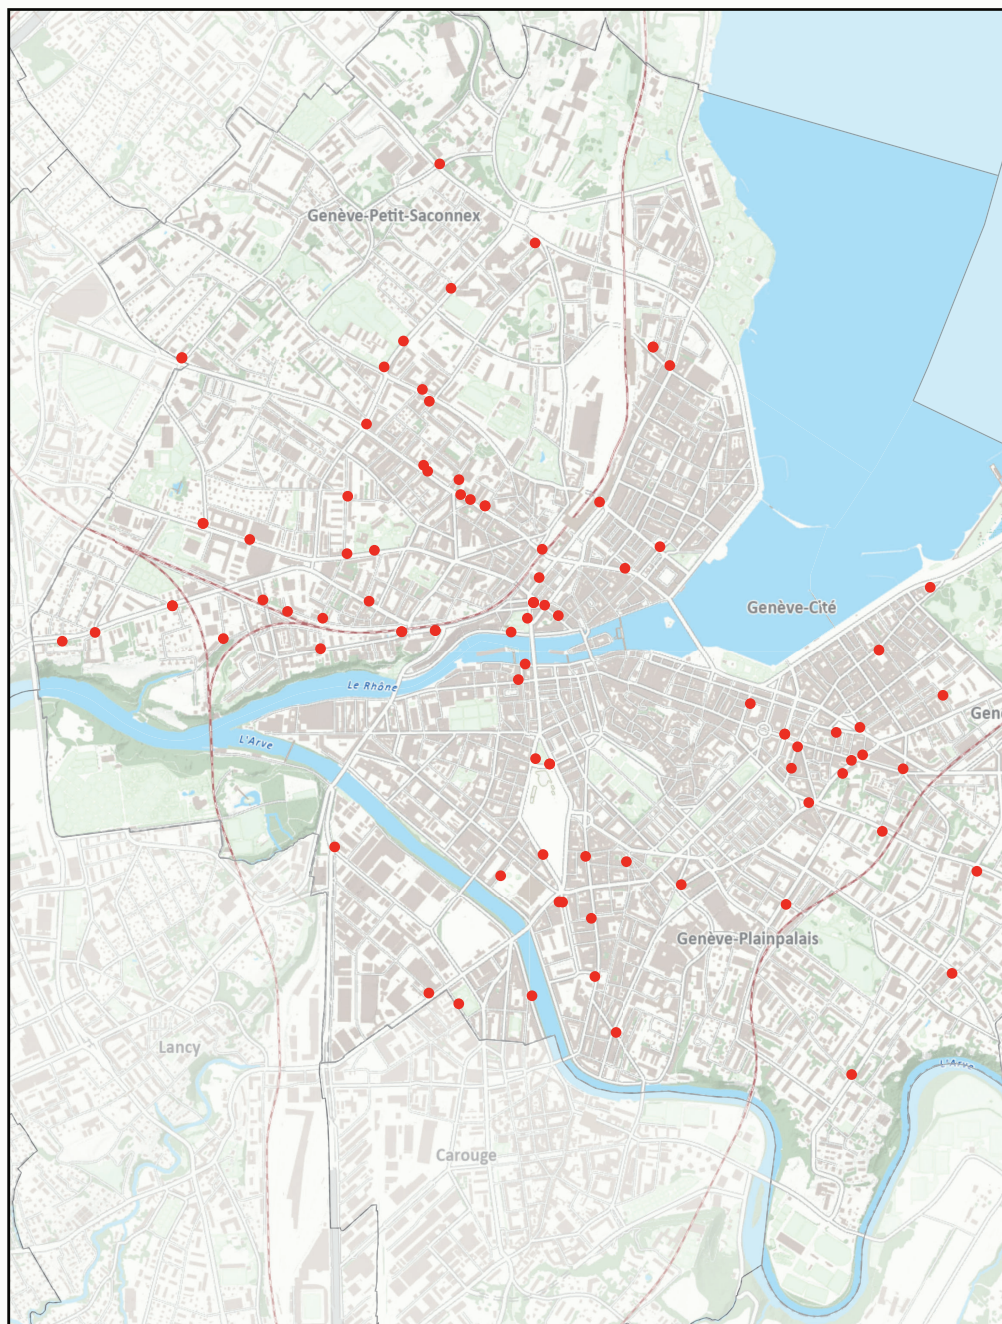 Genève-Petit-Saconnex
Genève-Cité
Le Rhône
Gen
L'Arve
Genève-Plainpalais
Lancy
L'Arve
Carouge